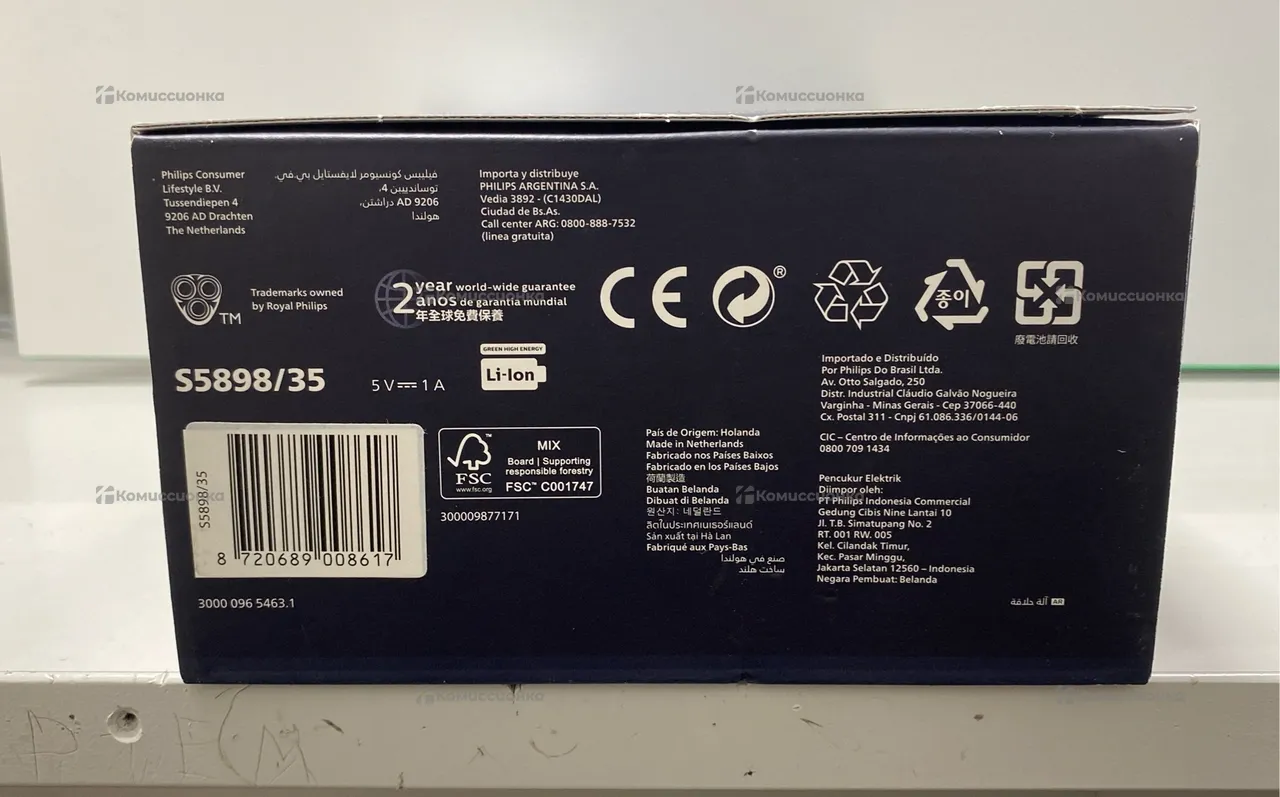 Комиссионка
Комиссионка
Philips Consumer
Lifestyle B.V.
Tussendiepen 4
9206 AD Drachten
The Netherlands
فيليبس كونسيومر لايفستايل بي.في.
توسانديبين 4،
9206 AD دراشتن،
هولندا
Importa y distribuye
PHILIPS ARGENTINA S.A.
Vedia 3892 - (C1430DAL)
Ciudad de Bs.As.
Call center ARG: 0800-888-7532
(linea gratuita)
TM
Trademarks owned
by Royal Philips
2 year world-wide guarantee
años de garantia mundial
年全球免費保養
Комиссионка
CE
®
종이
Комиссионка
廢電池請回收
S5898/35
5 V 1 A
GREEN HIGH ENERGY
Li-Ion
S5898/35
8 720689 008617
Комиссионка
3000 096 5463.1
FSC™
www.fsc.org
MIX
Board | Supporting
responsible forestry
FSC™ C001747
300009877171
País de Origem: Holanda
Made in Netherlands
Fabricado nos Países Baixos
Fabricado en los Países Bajos
荷蘭製造
Buatan Belanda
Dibuat di Belanda
원산지: 네덜란드
ผลิตในประเทศเนเธอร์แลนด์
Sản xuất tại Hà Lan
Fabriqué aux Pays-Bas
صنع في هولندا
ساخت هلند
Importado e Distribuído
Por Philips Do Brasil Ltda.
Av. Otto Salgado, 250
Distr. Industrial Cláudio Galvão Nogueira
Varginha - Minas Gerais - Cep 37066-440
Cx. Postal 311 - Cnpj 61.086.336/0144-06
CIC – Centro de Informações ao Consumidor
0800 709 1434
Pencukur Elektrik
Diimpor oleh:
Комиссионка
PT Philips Indonesia Commercial
Gedung Cibis Nine Lantai 10
Jl. T.B. Simatupang No. 2
RT. 001 RW. 005
Kel. Cilandak Timur,
Kec. Pasar Minggu,
Jakarta Selatan 12560 – Indonesia
Negara Pembuat: Belanda
آلة حلاقة AR
Комиссионка
Комиссионка